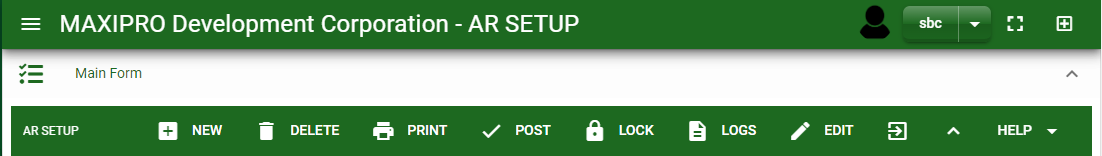 MAXIPRO Development Corporation - AR SETUP sbc
Main Form
AR SETUP NEW DELETE PRINT POST LOCK LOGS EDIT HELP